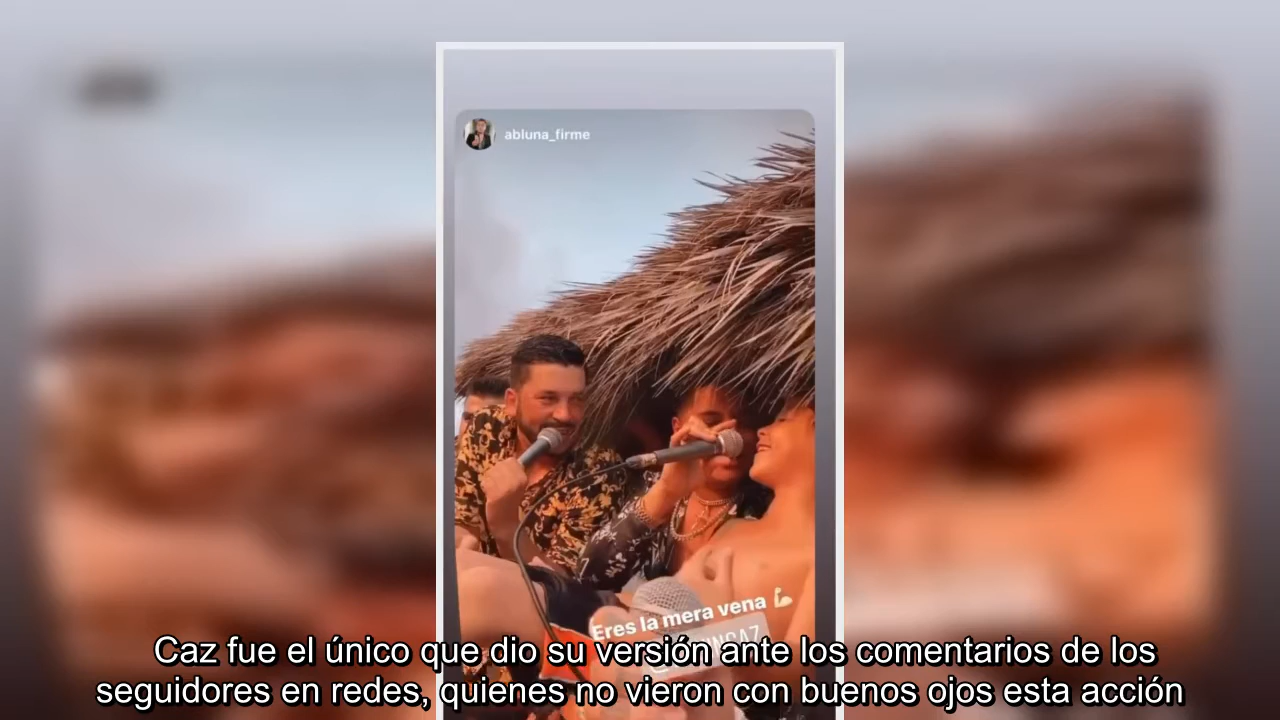 abluna_firme
Eres la mera vena 💪
Caz fue el único que dio su versión ante los comentarios de los
seguidores en redes, quienes no vieron con buenos ojos esta acción